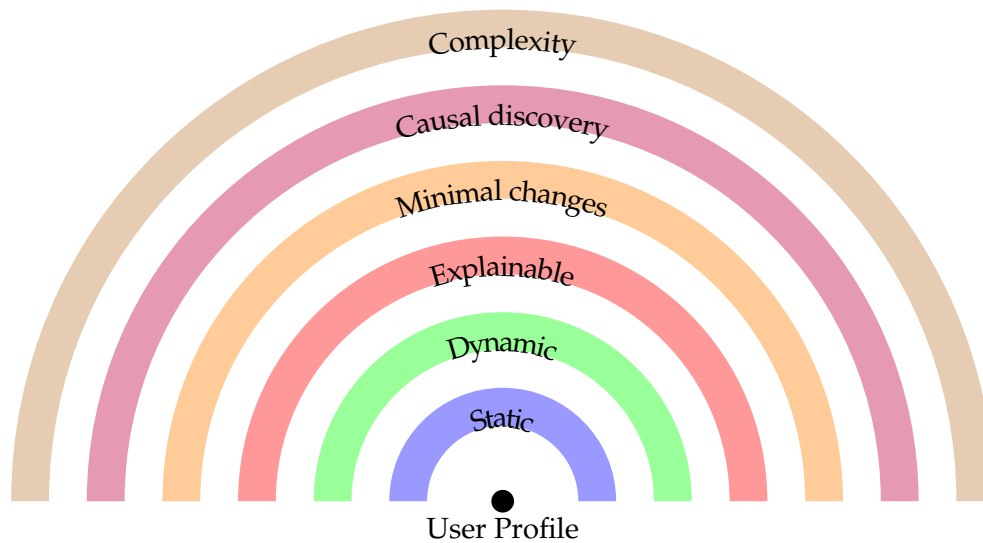 Complexity
Causal discovery
Minimal changes
Explainable
Dynamic
Static
User Profile